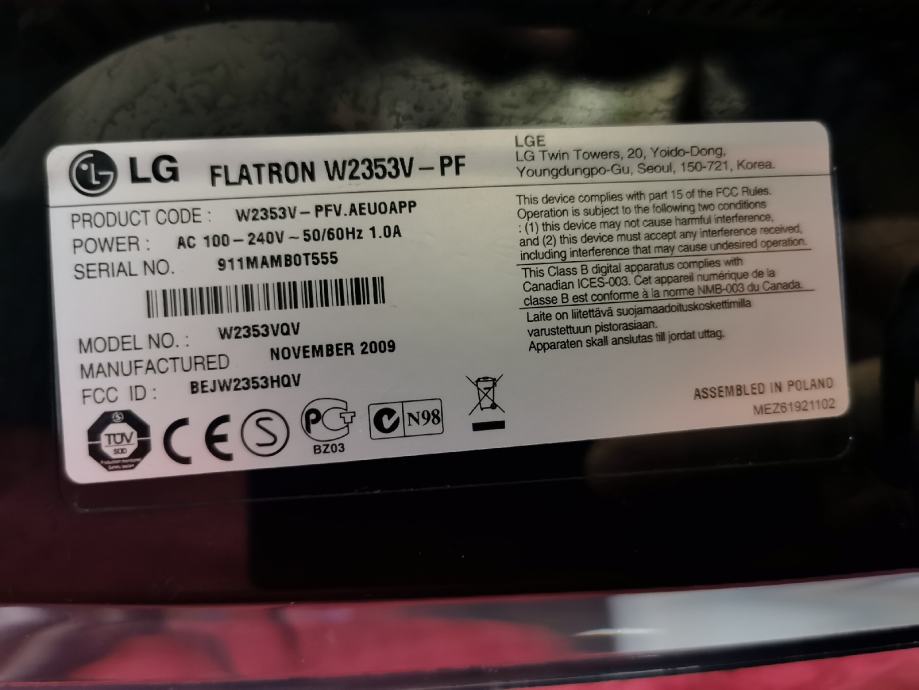 LG FLATRON W2353V-PF
PRODUCT CODE : W2353V-PFV.AEUOAPP
POWER : AC 100-240V~50/60Hz 1.0A
SERIAL NO. 911MAMB0T555
MODEL NO. : W2353VQV
MANUFACTURED NOVEMBER 2009
FCC ID : BEJW2353HQV
TÜV
CE
S
BZ03
N98
LGE
LG Twin Towers, 20, Yoido-Dong,
Youngdungpo-Gu, Seoul, 150-721, Korea.
This device complies with part 15 of the FCC Rules.
Operation is subject to the following two conditions
: (1) this device may not cause harmful interference,
and (2) this device must accept any interference received,
including interference that may cause undesired operation.
This Class B digital apparatus complies with
Canadian ICES-003. Cet appareil numérique de la
classe B est conforme à la norme NMB-003 du Canada.
Laite on liitettävä suojamaadoituskoskettimilla
varustettuun pistorasiaan.
Apparaten skall anslutas till jordat uttag.
ASSEMBLED IN POLAND
MEZ61921102